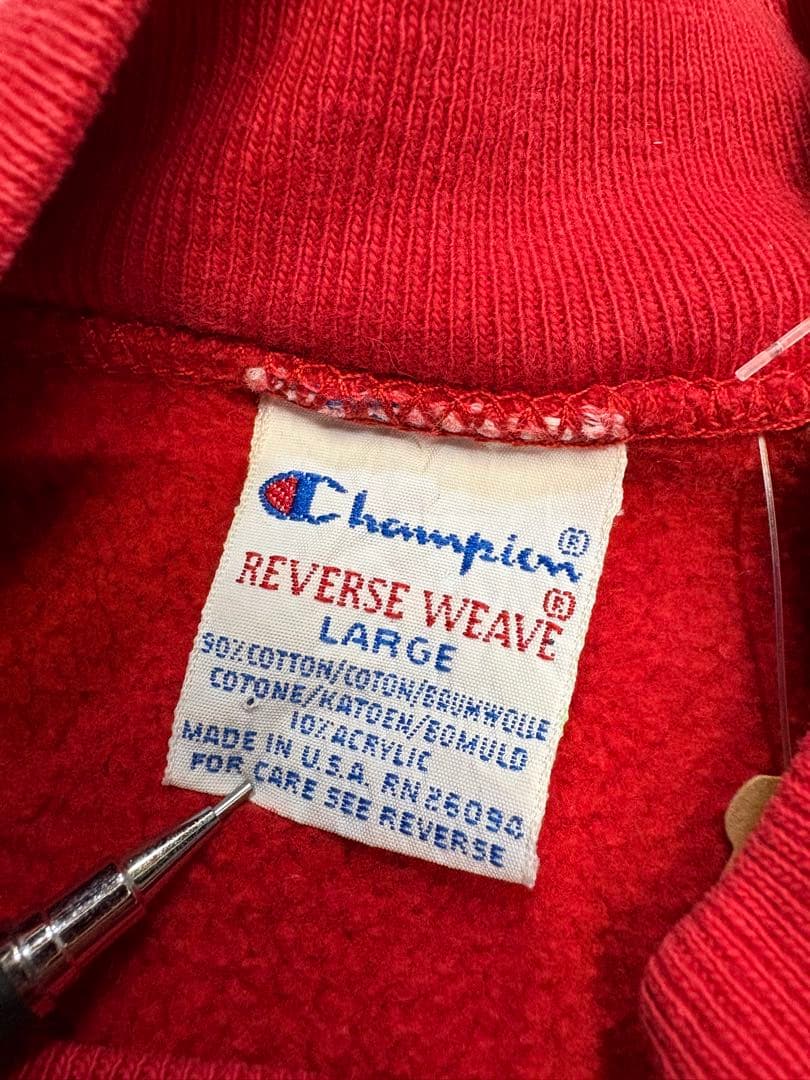 Champion®
REVERSE WEAVE®
LARGE
90% COTTON/COTON/BAUMWOLLE
COTONE/KATOEN/BOMULD
10% ACRYLIC
MADE IN U.S.A. RN 26094
FOR CARE SEE REVERSE